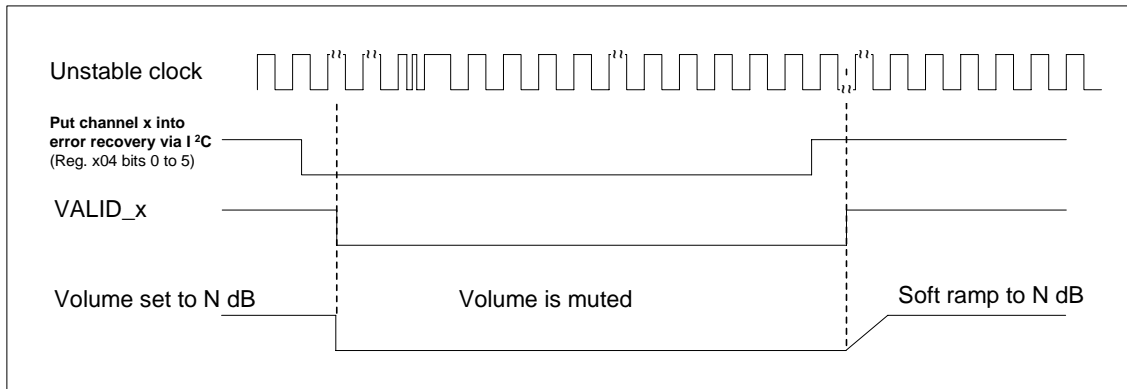 Unstable clock
Put channel x into
error recovery via I ²C
(Reg. x04 bits 0 to 5)
VALID_x
Volume set to N dB
Volume is muted
Soft ramp to N dB